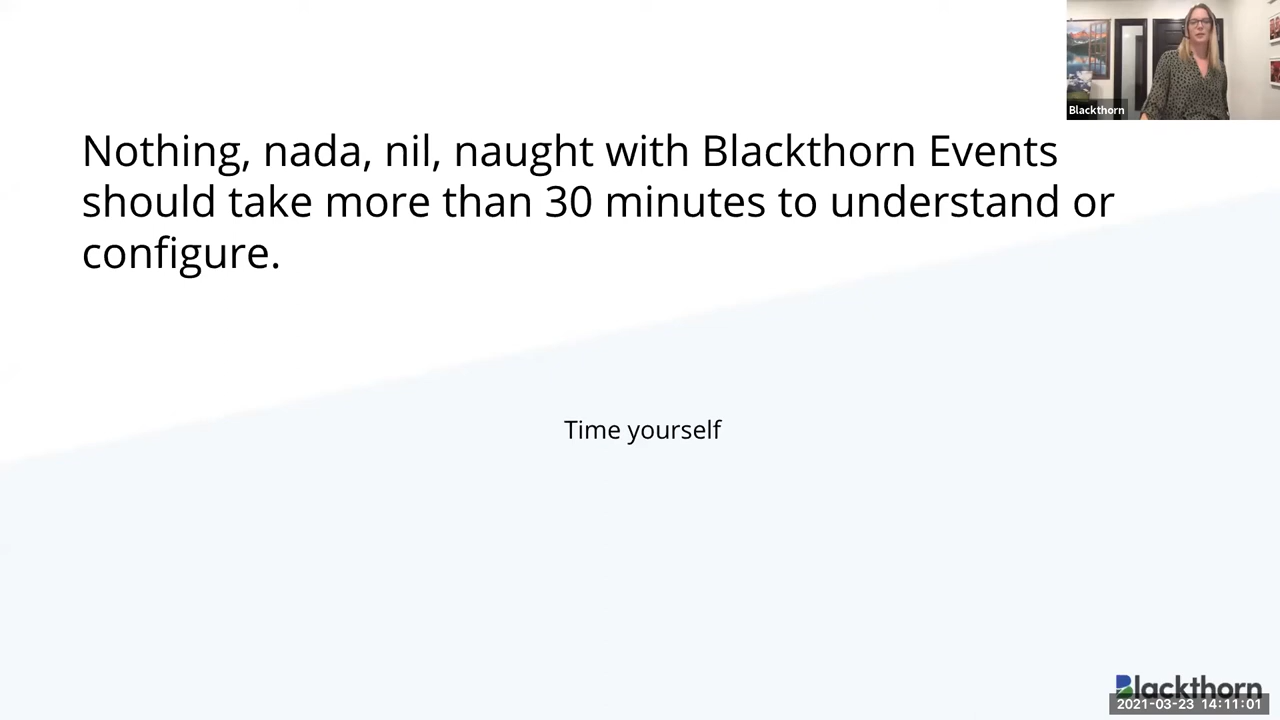 Blackthorn
Nothing, nada, nil, naught with Blackthorn Events
should take more than 30 minutes to understand or
configure.
Time yourself
Blackthorn
2021-03-23 14:11:01